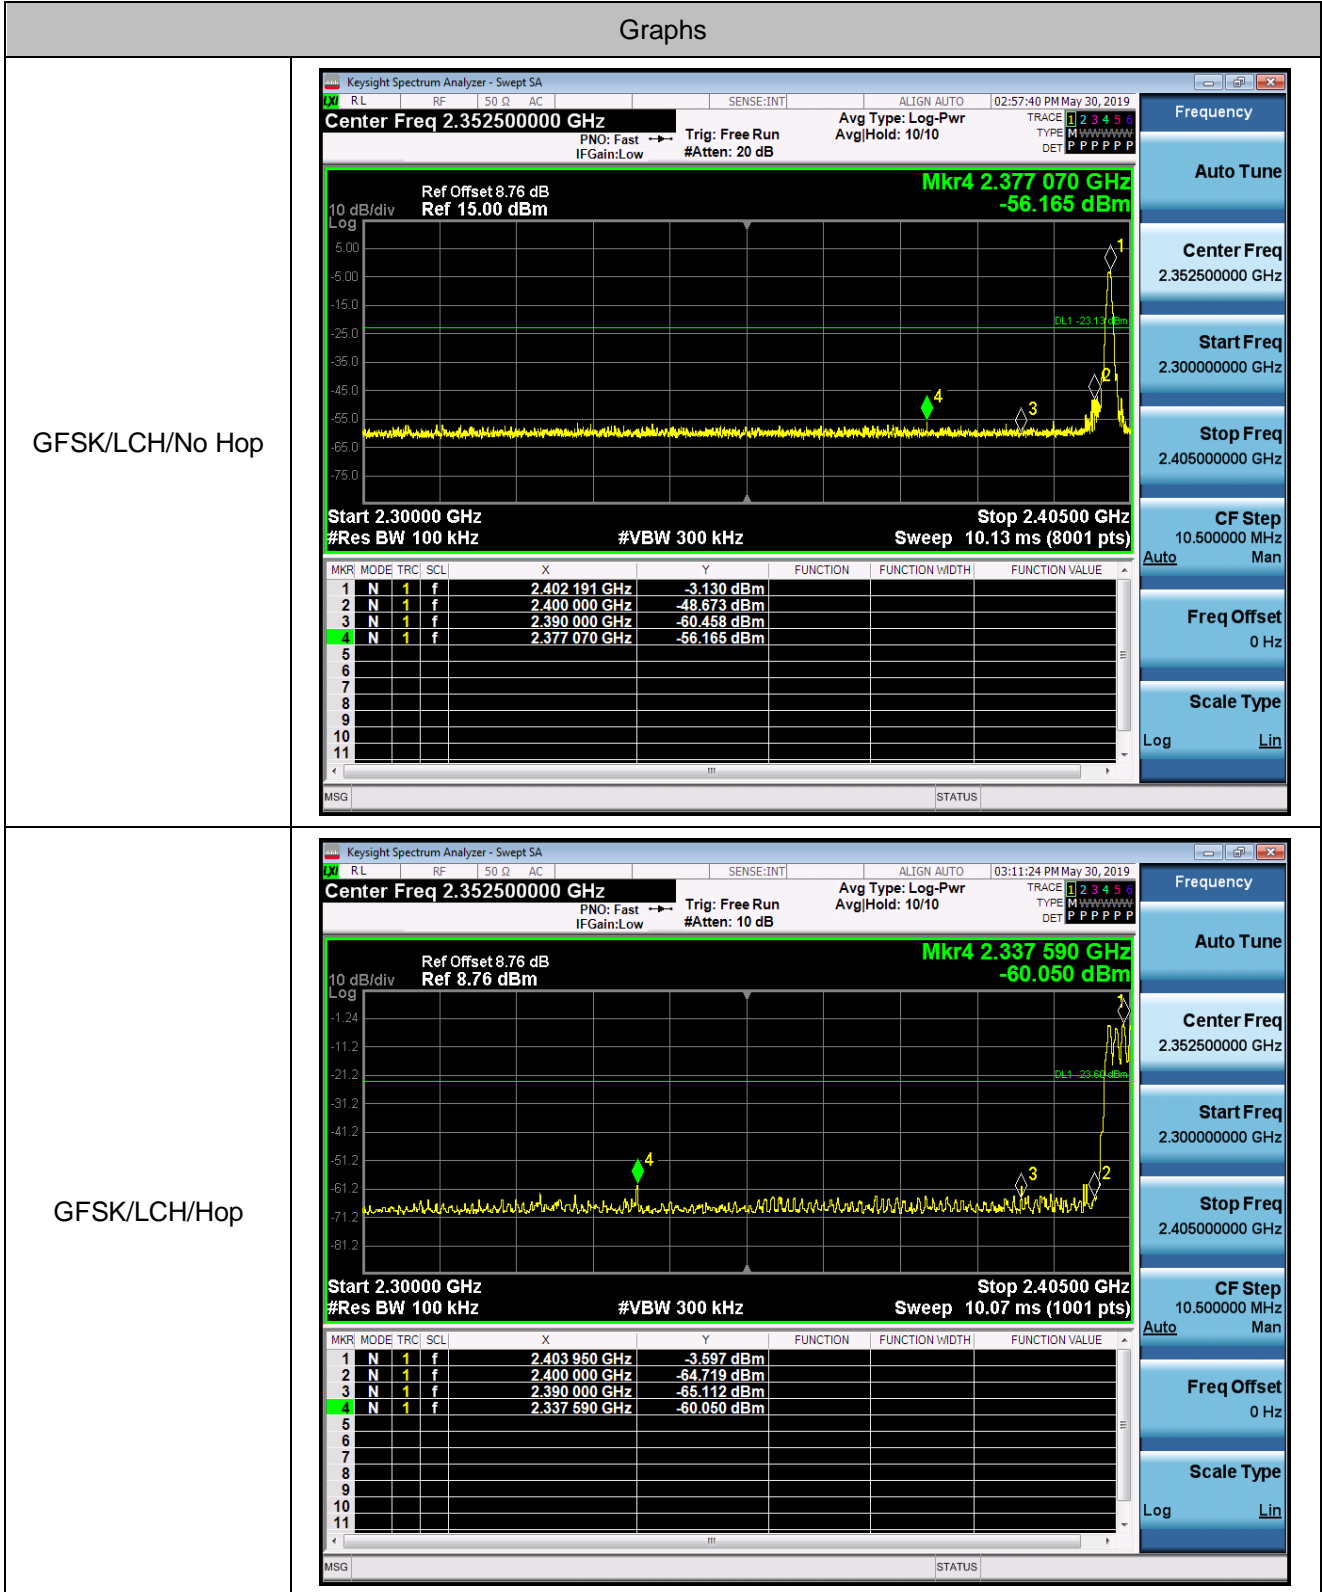 Graphs
GFSK/LCH/No Hop
Keysight Spectrum Analyzer - Swept SA
LXI RL RF 50 Ω AC SENSE:INT ALIGN AUTO 02:57:40 PM May 30, 2019
Center Freq 2.352500000 GHz
PNO: Fast
IFGain:Low
Trig: Free Run
#Atten: 20 dB
Avg Type: Log-Pwr
Avg|Hold: 10/10
TRACE 1 2 3 4 5 6
TYPE M WWWWW
DET P P P P P P
Mkr4 2.377 070 GHz
-56.165 dBm
Ref Offset 8.76 dB
10 dB/div Ref 15.00 dBm
Log
5.00
-5.00
-15.0
-25.0
-35.0
-45.0
-55.0
-65.0
-75.0
DL1 -23.13 dBm
1
2
3
4
Start 2.30000 GHz Stop 2.40500 GHz
#Res BW 100 kHz #VBW 300 kHz Sweep 10.13 ms (8001 pts)
MKR MODE TRC SCL X Y FUNCTION FUNCTION WIDTH FUNCTION VALUE
1 N 1 f 2.402 191 GHz -3.130 dBm
2 N 1 f 2.400 000 GHz -48.673 dBm
3 N 1 f 2.390 000 GHz -60.458 dBm
4 N 1 f 2.377 070 GHz -56.165 dBm
5
6
7
8
9
10
11
MSG STATUS
Frequency
Auto Tune
Center Freq
2.352500000 GHz
Start Freq
2.300000000 GHz
Stop Freq
2.405000000 GHz
CF Step
10.500000 MHz
Auto Man
Freq Offset
0 Hz
Scale Type
Log Lin
GFSK/LCH/Hop
Keysight Spectrum Analyzer - Swept SA
LXI RL RF 50 Ω AC SENSE:INT ALIGN AUTO 03:11:24 PM May 30, 2019
Center Freq 2.352500000 GHz
PNO: Fast
IFGain:Low
Trig: Free Run
#Atten: 10 dB
Avg Type: Log-Pwr
Avg|Hold: 10/10
TRACE 1 2 3 4 5 6
TYPE M WWWWW
DET P P P P P P
Mkr4 2.337 590 GHz
-60.050 dBm
Ref Offset 8.76 dB
10 dB/div Ref 8.76 dBm
Log
-1.24
-11.2
-21.2
-31.2
-41.2
-51.2
-61.2
-71.2
-81.2
DL1 -23.60 dBm
1
2
3
4
Start 2.30000 GHz Stop 2.40500 GHz
#Res BW 100 kHz #VBW 300 kHz Sweep 10.07 ms (1001 pts)
MKR MODE TRC SCL X Y FUNCTION FUNCTION WIDTH FUNCTION VALUE
1 N 1 f 2.403 950 GHz -3.597 dBm
2 N 1 f 2.400 000 GHz -64.719 dBm
3 N 1 f 2.390 000 GHz -65.112 dBm
4 N 1 f 2.337 590 GHz -60.050 dBm
5
6
7
8
9
10
11
MSG STATUS
Frequency
Auto Tune
Center Freq
2.352500000 GHz
Start Freq
2.300000000 GHz
Stop Freq
2.405000000 GHz
CF Step
10.500000 MHz
Auto Man
Freq Offset
0 Hz
Scale Type
Log Lin